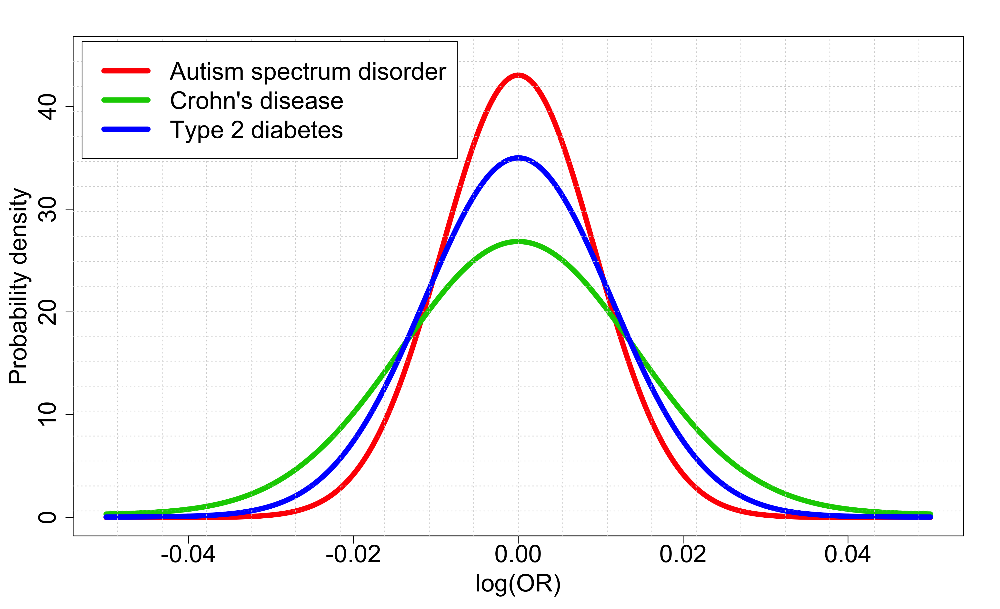 Autism spectrum disorder
Crohn's disease
Type 2 diabetes
Probability density
40
30
20
10
0
-0.04 -0.02 0.00 0.02 0.04
log(OR)